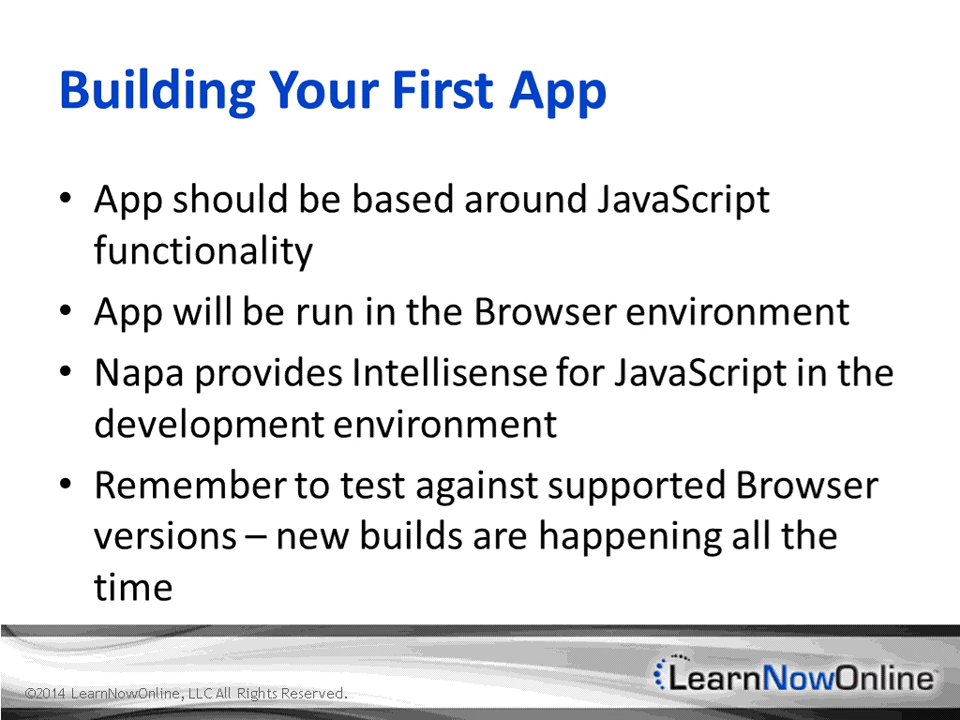 Building Your First App
• App should be based around JavaScript
functionality
• App will be run in the Browser environment
• Napa provides Intellisense for JavaScript in the
development environment
• Remember to test against supported Browser
versions – new builds are happening all the
time
©2014 LearnNowOnline, LLC All Rights Reserved.
LearnNowOnline